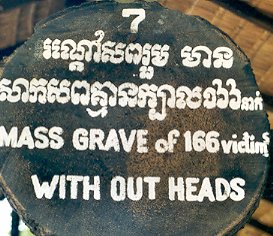 7
រណ្តៅសពរួម មាន
សាកសពគ្មានក្បាល១៦៦នាក់
MASS GRAVE of 166 victims
WITH OUT HEADS